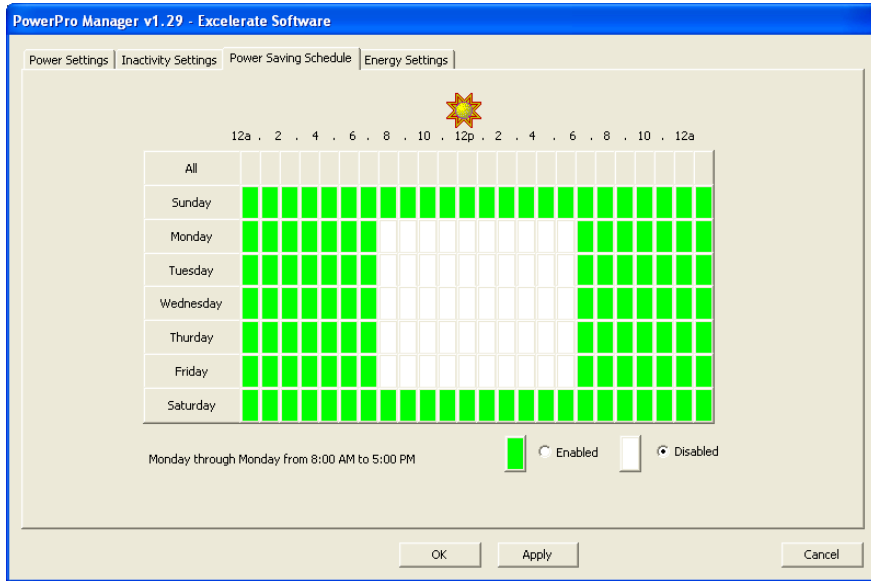 PowerPro Manager v1.29 - Excelerate Software
Power Settings Inactivity Settings Power Saving Schedule Energy Settings
12a . 2 . 4 . 6 . 8 . 10 . 12p . 2 . 4 . 6 . 8 . 10 . 12a
All
Sunday
Monday
Tuesday
Wednesday
Thurday
Friday
Saturday
Monday through Monday from 8:00 AM to 5:00 PM Enabled Disabled
OK Apply Cancel